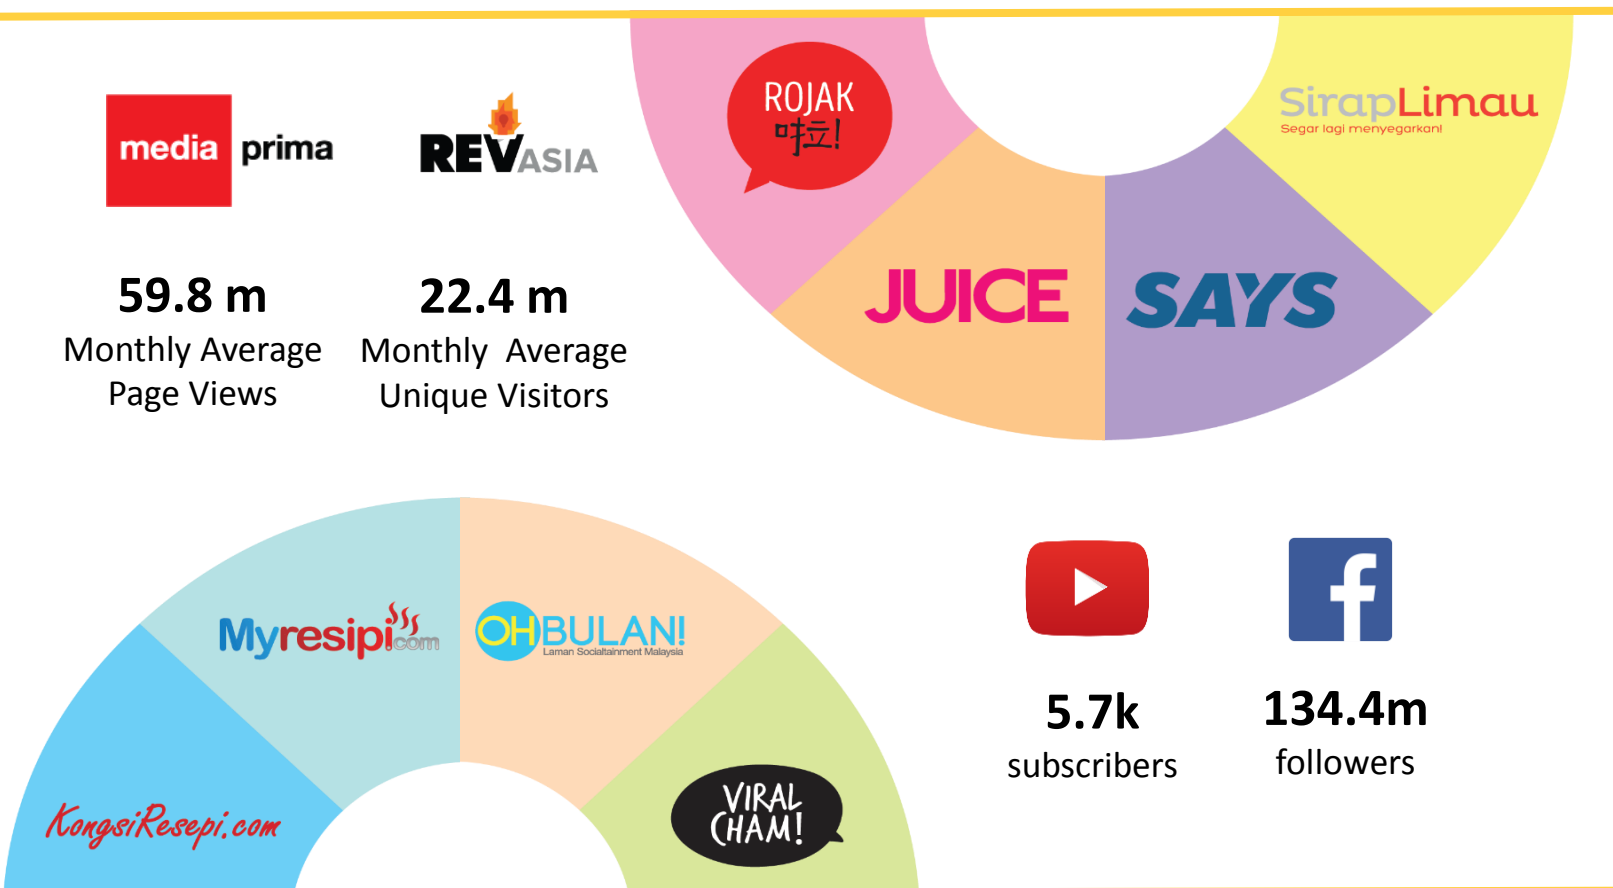 media prima
REVASIA
59.8 m
Monthly Average
Page Views
22.4 m
Monthly Average
Unique Visitors
ROJAK
啦!
JUICE
SAYS
SirapLimau
Segar lagi menyegarkan!
KongsiResepi.com
Myresipi.com
OHBULAN!
Laman Socialtainment Malaysia
VIRAL
CHAM!
5.7k
subscribers
134.4m
followers